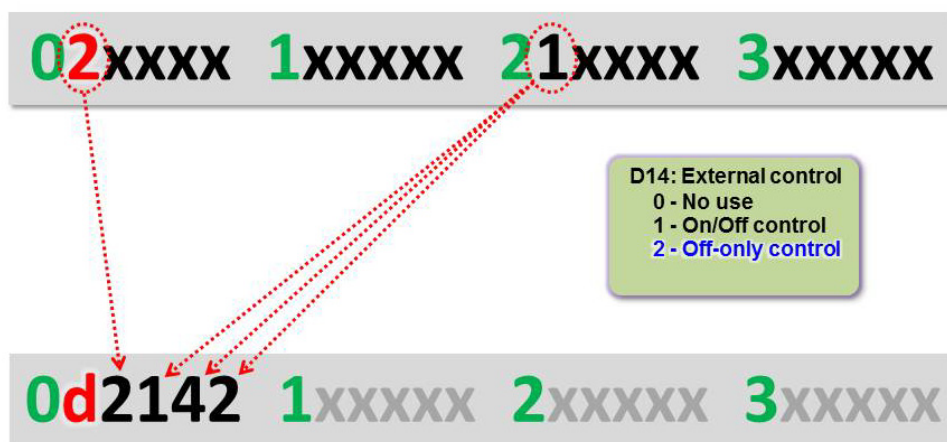 02xxxx 1xxxxx 21xxxx 3xxxxx
D14: External control
0 - No use
1 - On/Off control
2 - Off-only control
0d2142 1xxxxx 2xxxxx 3xxxxx